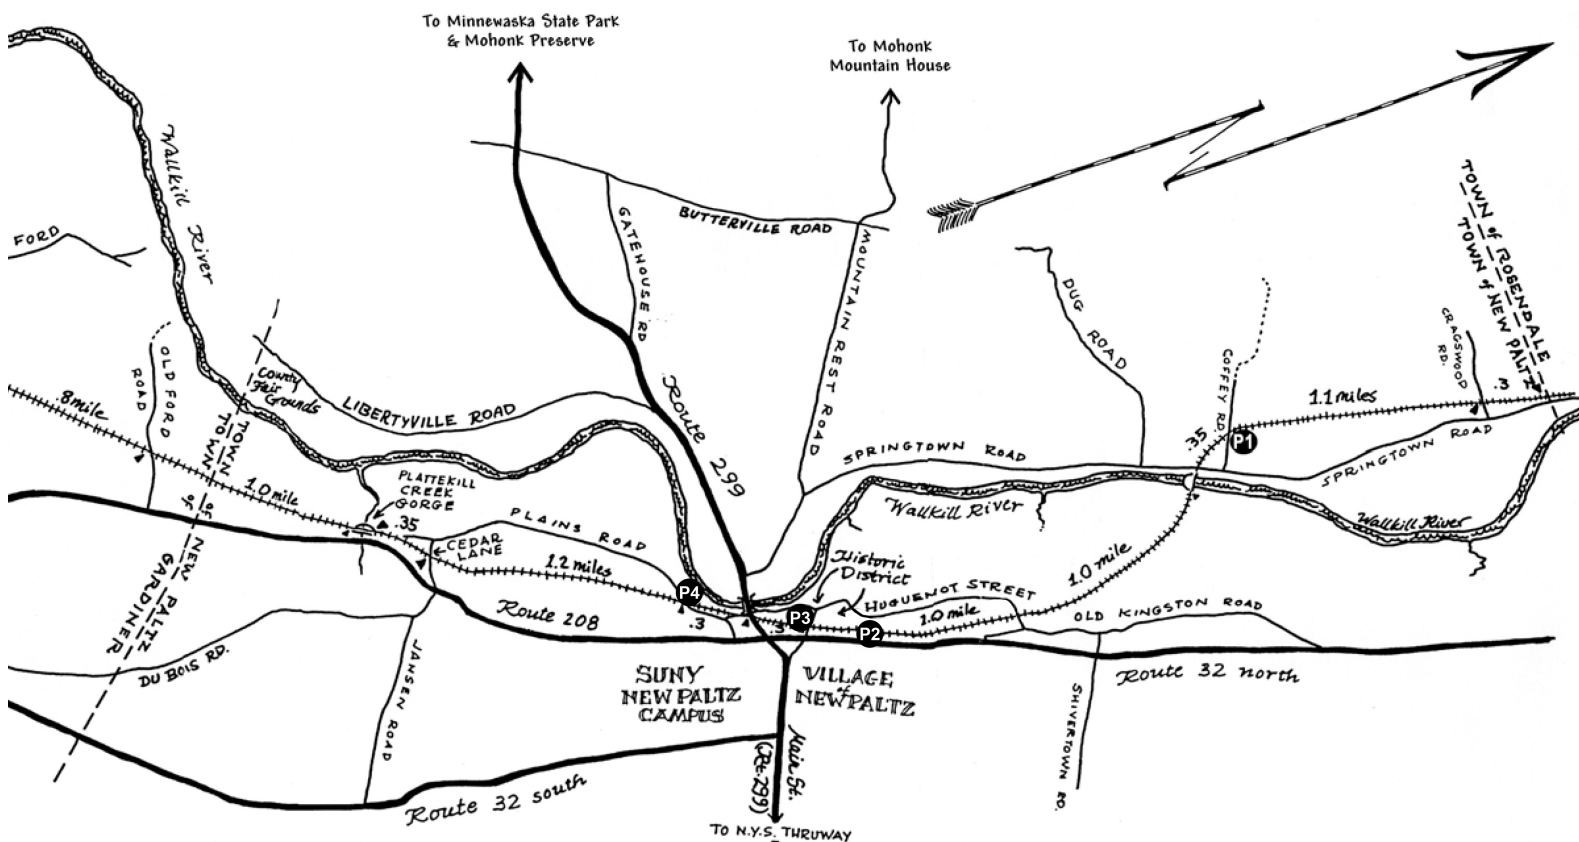 To Minnewaska State Park
& Mohonk Preserve
To Mohonk
Mountain House
Wallkill River
FORD
BUTTERVILLE ROAD
GATEHOUSE RD
MOUNTAIN REST ROAD
DUG ROAD
COFFEY RD.
CRAGSWOOD
RD.
TOWN of ROSENDALE
TOWN of NEW PALTZ
.3
1.1 miles
P1
.35
SPRINGTOWN ROAD
SPRINGTOWN ROAD
Wallkill River
Wallkill River
OLD FORD
ROAD
.8 mile
County
Fair
Grounds
LIBERTYVILLE ROAD
Route 299
TOWN of NEW PALTZ
TOWN of GARDINER
1.0 mile
PLATTEKILL
CREEK
GORGE
.35
CEDAR
LANE
PLAINS ROAD
1.2 miles
P4
.3
.3
P3
P2
Historic
District
HUGUENOT STREET
1.0 mile
1.0 mile
OLD KINGSTON ROAD
Route 208
Route 32 north
DU BOIS RD.
JANSEN ROAD
SUNY
NEW PALTZ
CAMPUS
VILLAGE
of
NEW PALTZ
SHIVERTOWN RD.
Route 32 south
Main St.
(Rt. 299)
TO N.Y.S. THRUWAY